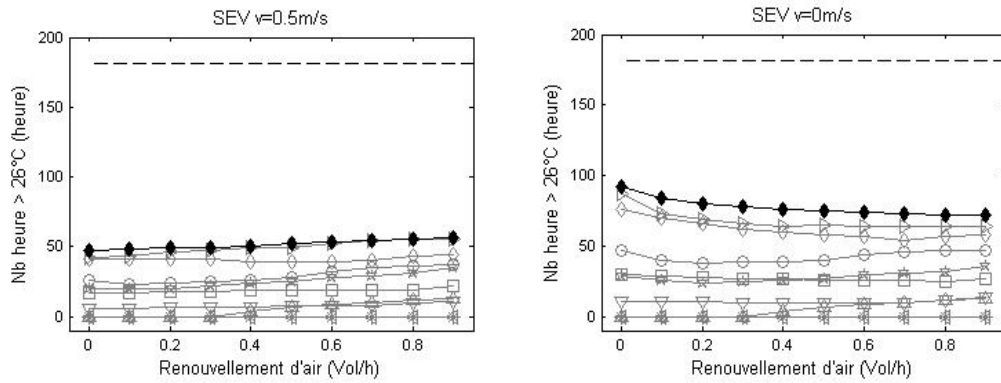 SEV v=0.5m/s
200
150
100
50
0
Nb heure > 26°C (heure)
0 0.2 0.4 0.6 0.8
Renouvellement d'air (Vol/h)
SEV v=0m/s
200
150
100
50
0
Nb heure > 26°C (heure)
0 0.2 0.4 0.6 0.8
Renouvellement d'air (Vol/h)